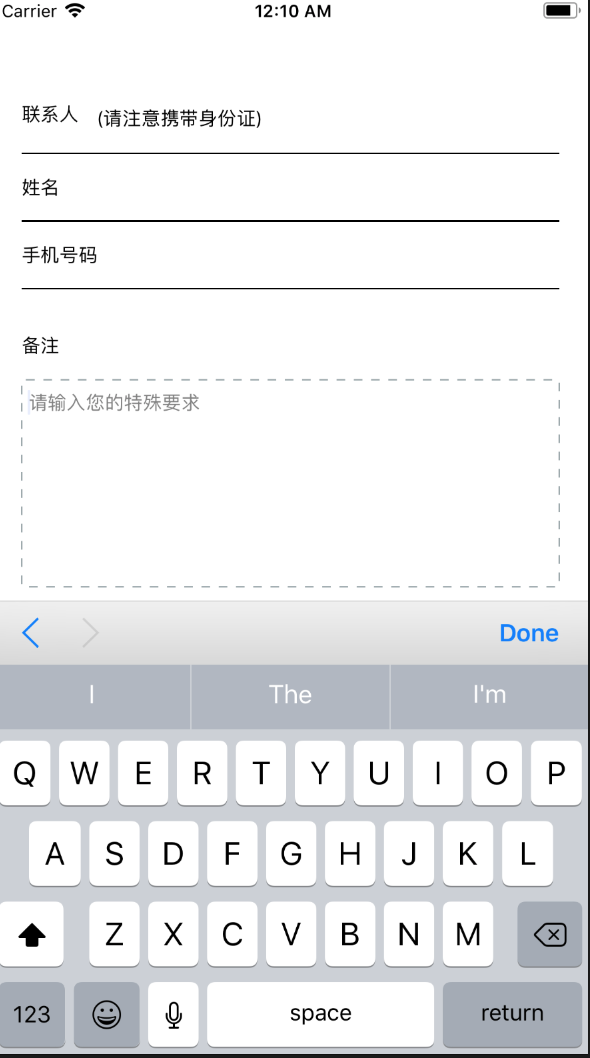 Carrier 12:10 AM
联系人 (请注意携带身份证)
姓名
手机号码
备注
请输入您的特殊要求
Done
I The I'm
Q W E R T Y U I O P
A S D F G H J K L
Z X C V B N M
123 space return